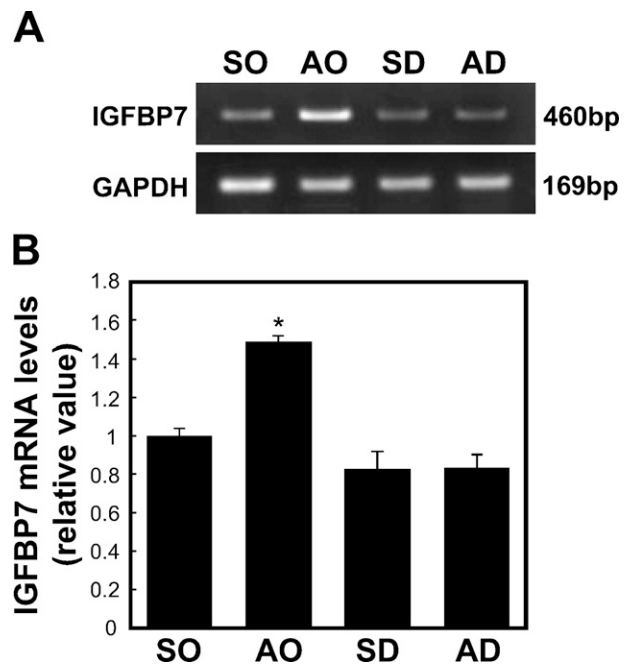 A
SO AO SD AD
IGFBP7 460bp
GAPDH 169bp
B
IGFBP7 mRNA levels
(relative value)
1.8
1.6
1.4
1.2
1
0.8
0.6
0.4
0.2
0
*
SO AO SD AD